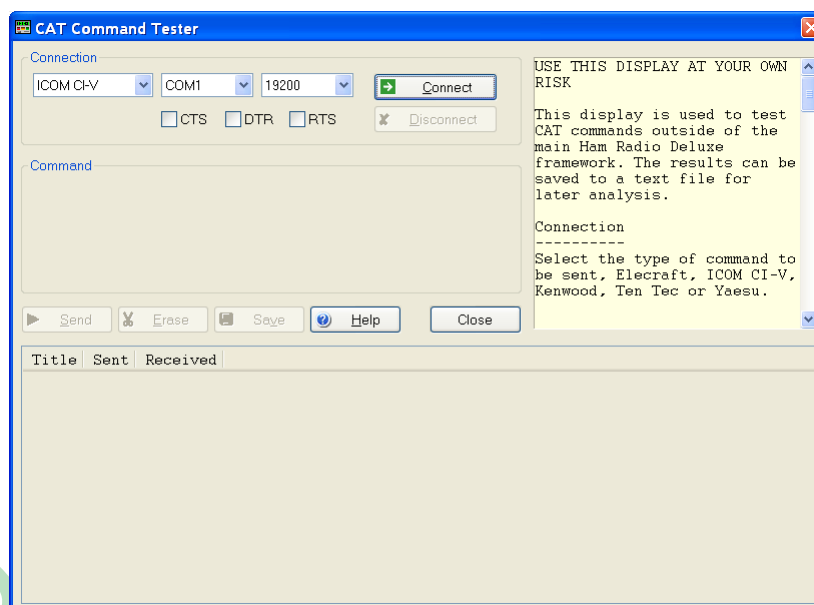 CAT Command Tester
Connection
ICOM CI-V COM1 19200 Connect
CTS DTR RTS Disconnect
Command
Send Erase Save Help Close
USE THIS DISPLAY AT YOUR OWN
RISK
This display is used to test
CAT commands outside of the
main Ham Radio Deluxe
framework. The results can be
saved to a text file for
later analysis.
Connection
----------
Select the type of command to
be sent, Elecraft, ICOM CI-V,
Kenwood, Ten Tec or Yaesu.
Title Sent Received